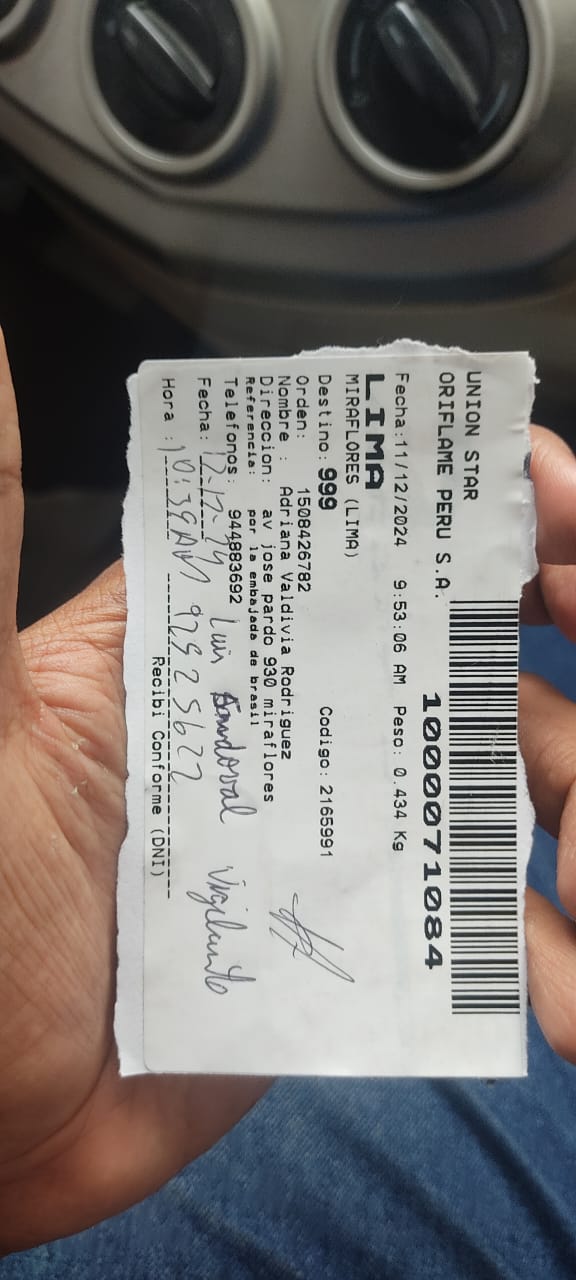 UNION STAR
ORIFLAME PERU S.A.
1000071084
Fecha:11/12/2024 9:53:06 AM Peso: 0.434 Kg
LIMA
MIRAFLORES (LIMA)
Destino: 999 Codigo: 2165991
Orden: 1508426782
Nombre : Adriana Valdivia Rodriguez
Direccion: av jose pardo 930 miraflores
Referencia: por la embajada de brasil
Telefonos: 944883692
Luis Sandoval Vigilante
Fecha: 12-12-24
Hora : 10:39AM
Recibi Conforme (DNI)